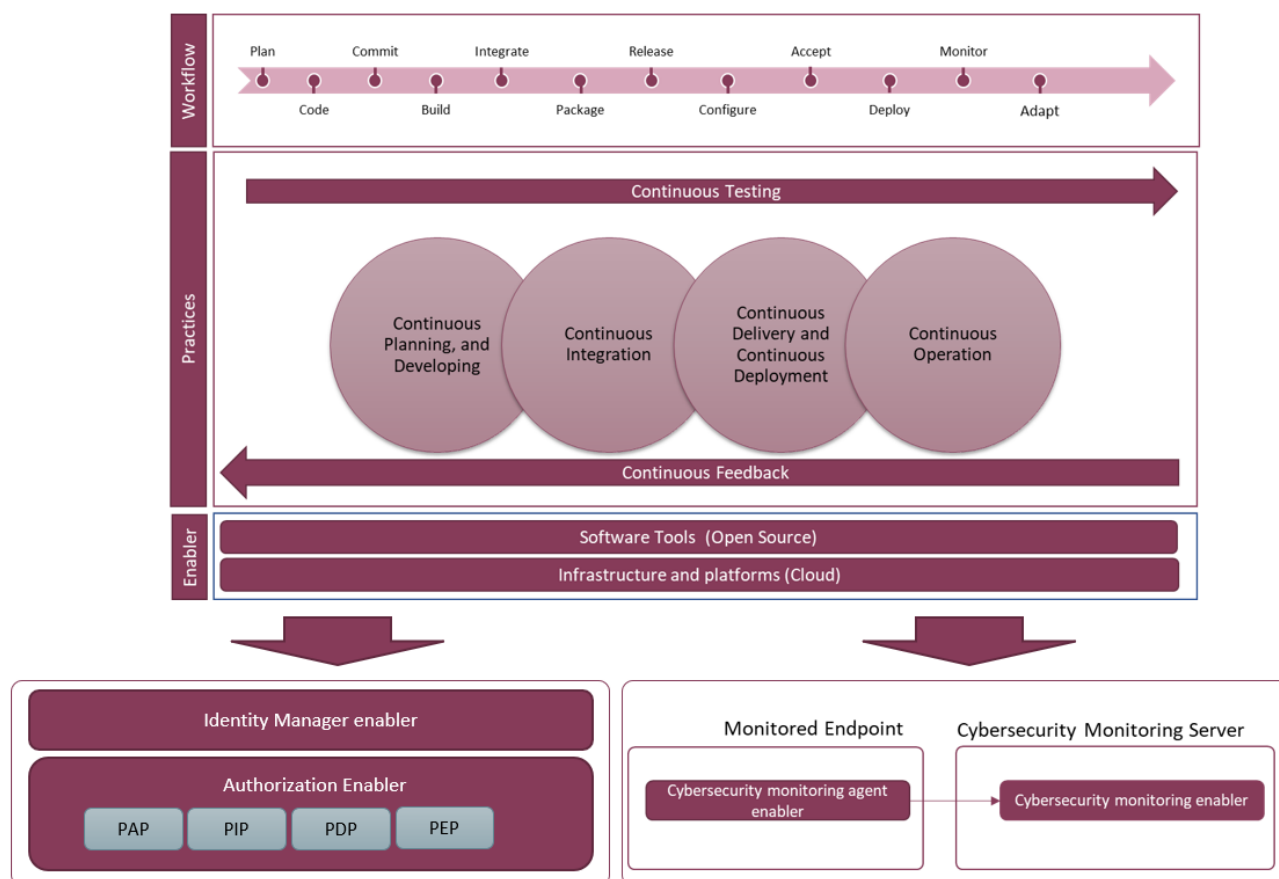 Workflow
Plan
Commit
Integrate
Release
Accept
Monitor
Code
Build
Package
Configure
Deploy
Adapt
Practices
Continuous Testing
Continuous
Planning, and
Developing
Continuous
Integration
Continuous
Delivery and
Continuous
Deployment
Continuous
Operation
Continuous Feedback
Enabler
Software Tools (Open Source)
Infrastructure and platforms (Cloud)
Identity Manager enabler
Authorization Enabler
PAP
PIP
PDP
PEP
Monitored Endpoint
Cybersecurity monitoring agent
enabler
Cybersecurity Monitoring Server
Cybersecurity monitoring enabler